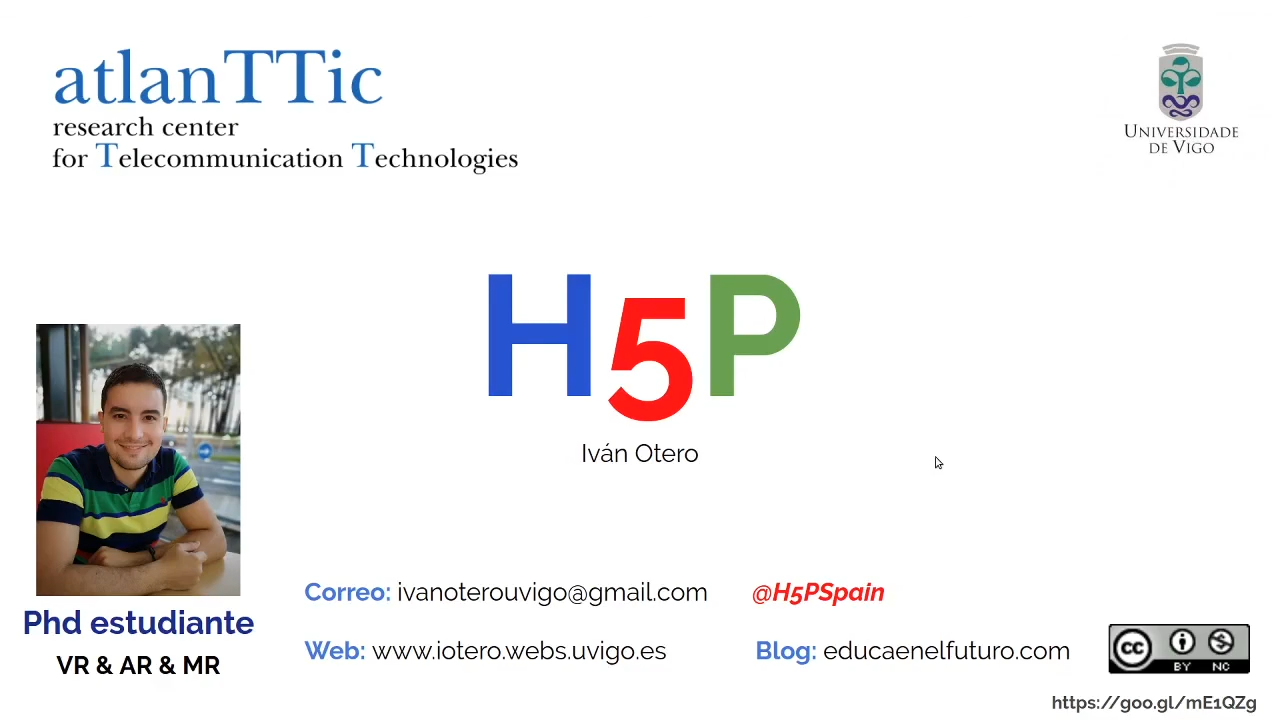 atlanTTic
research center
for Telecommunication Technologies
UNIVERSIDADE
DE VIGO
H5P
Iván Otero
Phd estudiante
VR & AR & MR
Correo: ivanoterouvigo@gmail.com
@H5PSpain
Web: www.iotero.webs.uvigo.es
Blog: educaenelfuturo.com
cc
BY NC
https://goo.gl/mE1QZg